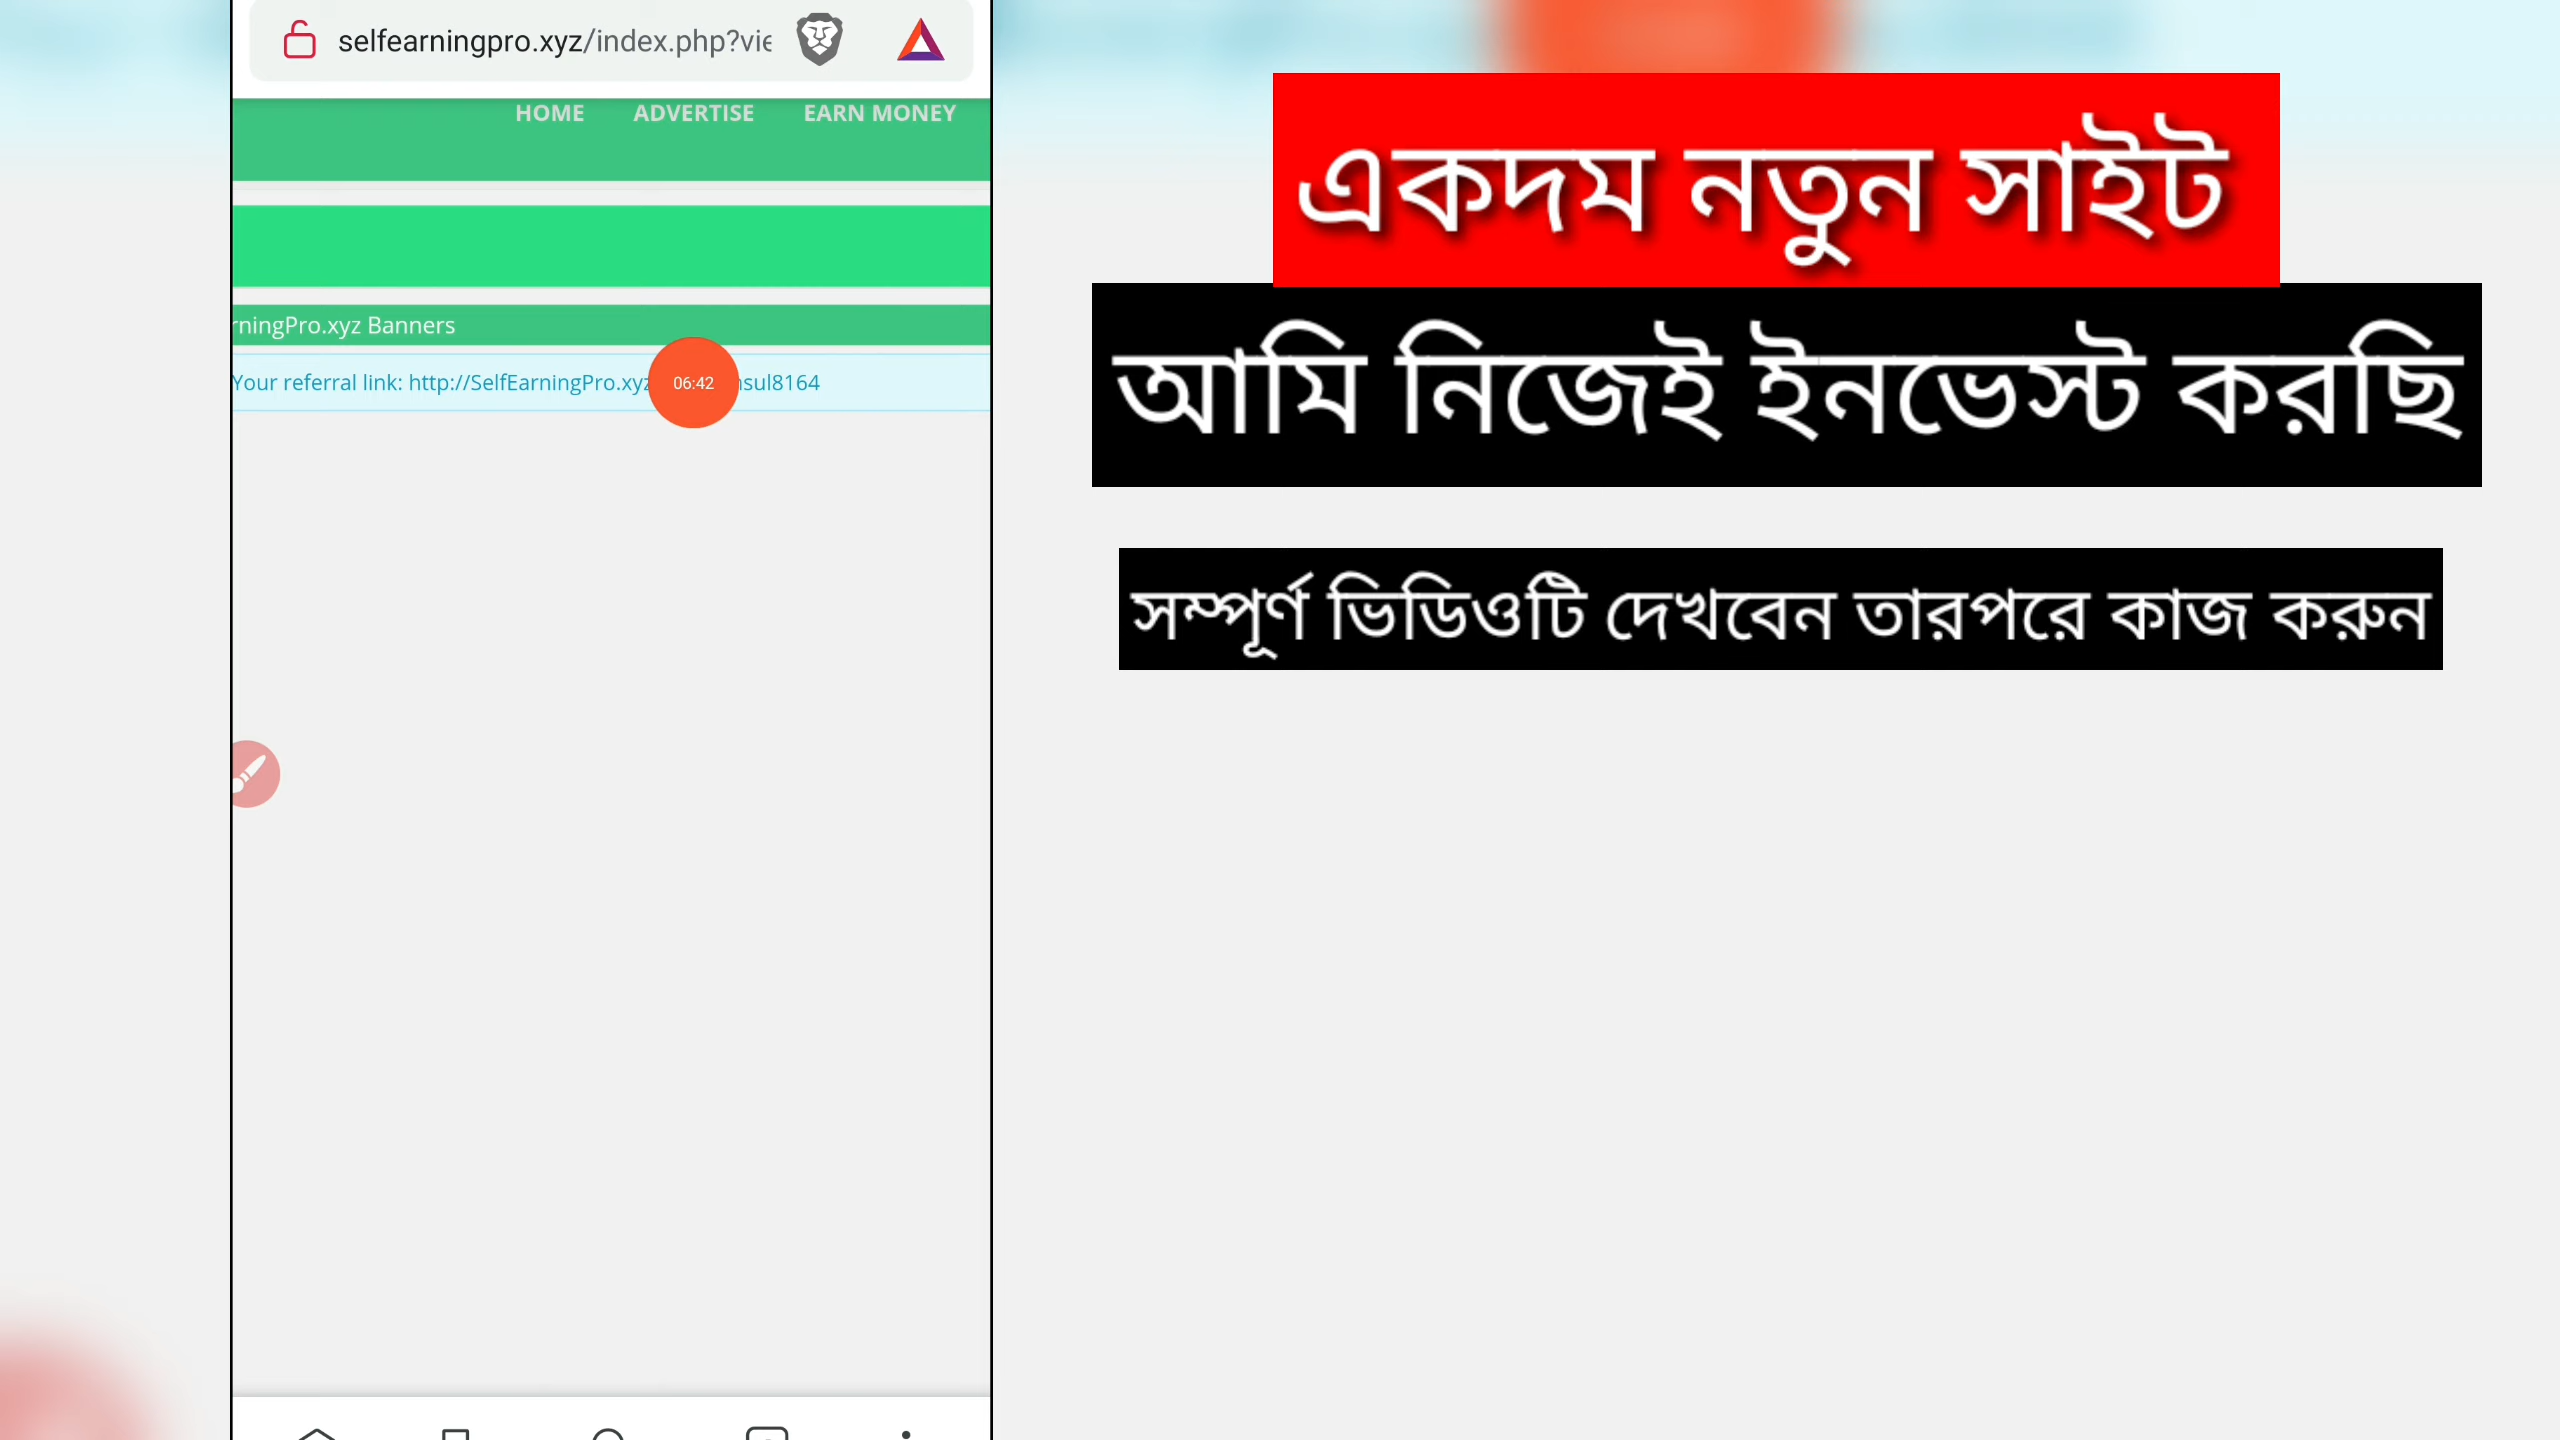 selfearningpro.xyz/index.php?vie
HOME ADVERTISE EARN MONEY
rningPro.xyz Banners
Your referral link: http://SelfEarningPro.xyz
sul8164
06:42
একদম নতুন সাইট
আমি নিজেই ইনভেস্ট করছি
সম্পূর্ণ ভিডিওটি দেখবেন তারপরে কাজ করুন